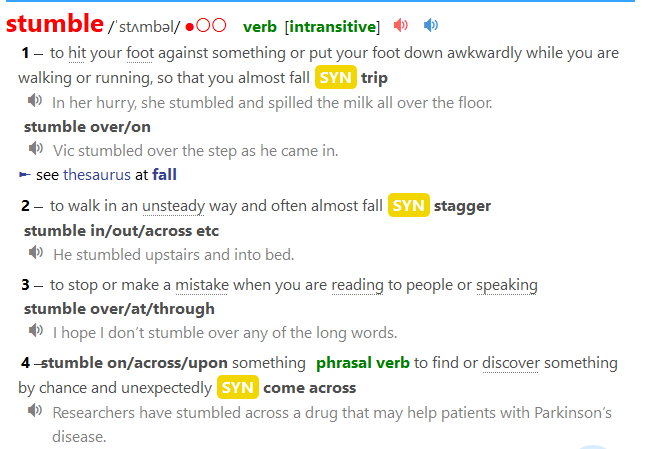 stumble /ˈstʌmbəl/ ●○○ verb [intransitive]
1 – to hit your foot against something or put your foot down awkwardly while you are
walking or running, so that you almost fall SYN trip
In her hurry, she stumbled and spilled the milk all over the floor.
stumble over/on
Vic stumbled over the step as he came in.
► see thesaurus at fall
2 – to walk in an unsteady way and often almost fall SYN stagger
stumble in/out/across etc
He stumbled upstairs and into bed.
3 – to stop or make a mistake when you are reading to people or speaking
stumble over/at/through
I hope I don’t stumble over any of the long words.
4 – stumble on/across/upon something phrasal verb to find or discover something
by chance and unexpectedly SYN come across
Researchers have stumbled across a drug that may help patients with Parkinson’s
disease.